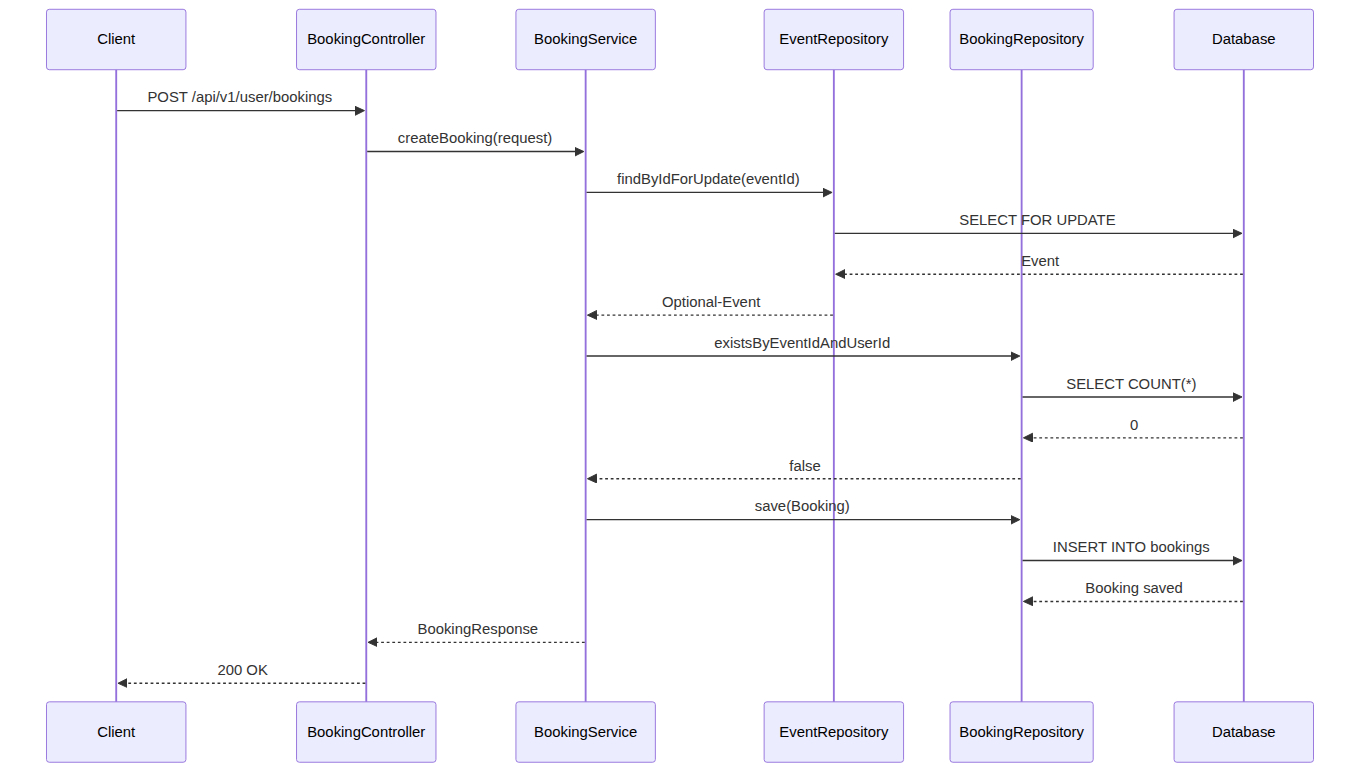 Client
BookingController
BookingService
EventRepository
BookingRepository
Database
POST /api/v1/user/bookings
createBooking(request)
findByIdForUpdate(eventId)
SELECT FOR UPDATE
Event
Optional-Event
existsByEventIdAndUserId
SELECT COUNT(*)
0
false
save(Booking)
INSERT INTO bookings
Booking saved
BookingResponse
200 OK
Client
BookingController
BookingService
EventRepository
BookingRepository
Database